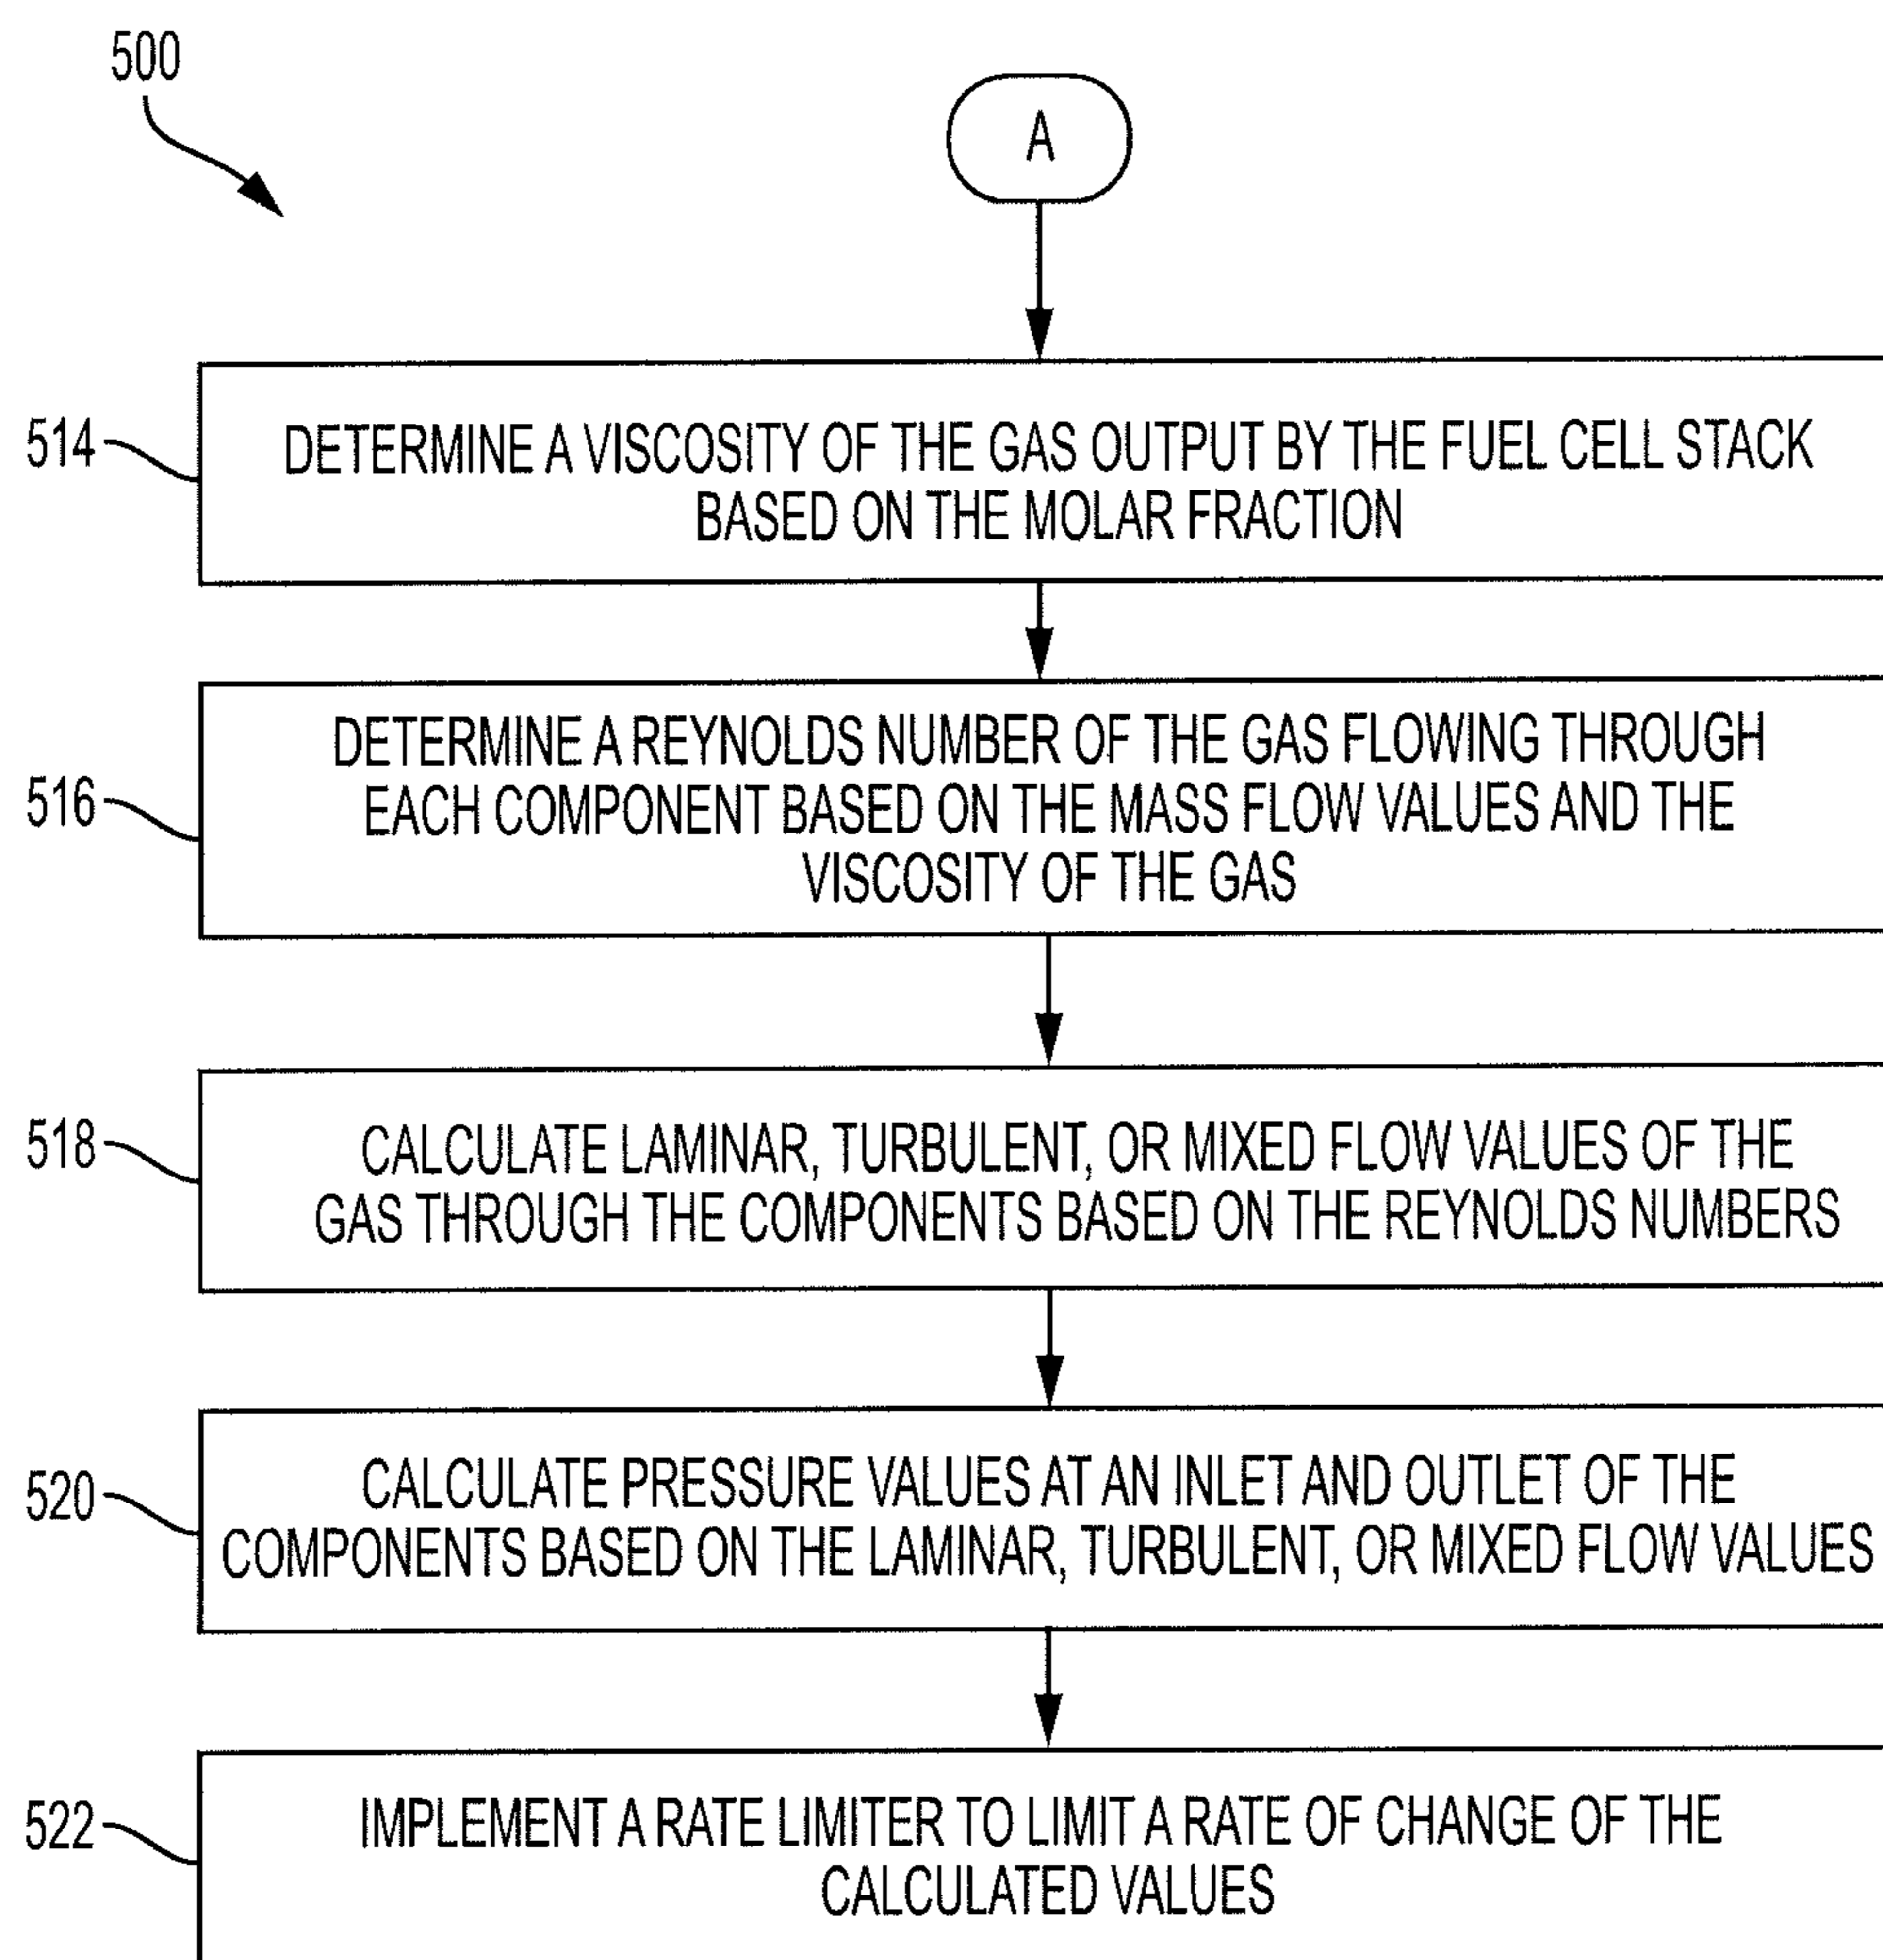 500
A
514
DETERMINE A VISCOSITY OF THE GAS OUTPUT BY THE FUEL CELL STACK
BASED ON THE MOLAR FRACTION
516
DETERMINE A REYNOLDS NUMBER OF THE GAS FLOWING THROUGH
EACH COMPONENT BASED ON THE MASS FLOW VALUES AND THE
VISCOSITY OF THE GAS
518
CALCULATE LAMINAR, TURBULENT, OR MIXED FLOW VALUES OF THE
GAS THROUGH THE COMPONENTS BASED ON THE REYNOLDS NUMBERS
520
CALCULATE PRESSURE VALUES AT AN INLET AND OUTLET OF THE
COMPONENTS BASED ON THE LAMINAR, TURBULENT, OR MIXED FLOW VALUES
522
IMPLEMENT A RATE LIMITER TO LIMIT A RATE OF CHANGE OF THE
CALCULATED VALUES